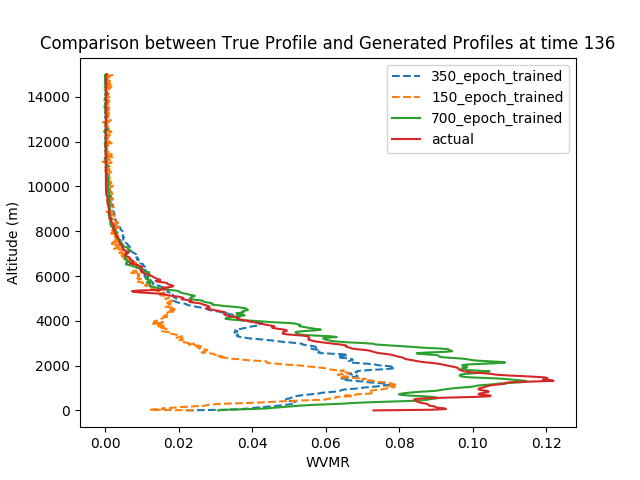 Comparison between True Profile and Generated Profiles at time 136
350_epoch_trained
150_epoch_trained
700_epoch_trained
actual
Altitude (m)
14000
12000
10000
8000
6000
4000
2000
0
0.00 0.02 0.04 0.06 0.08 0.10 0.12
WVMR